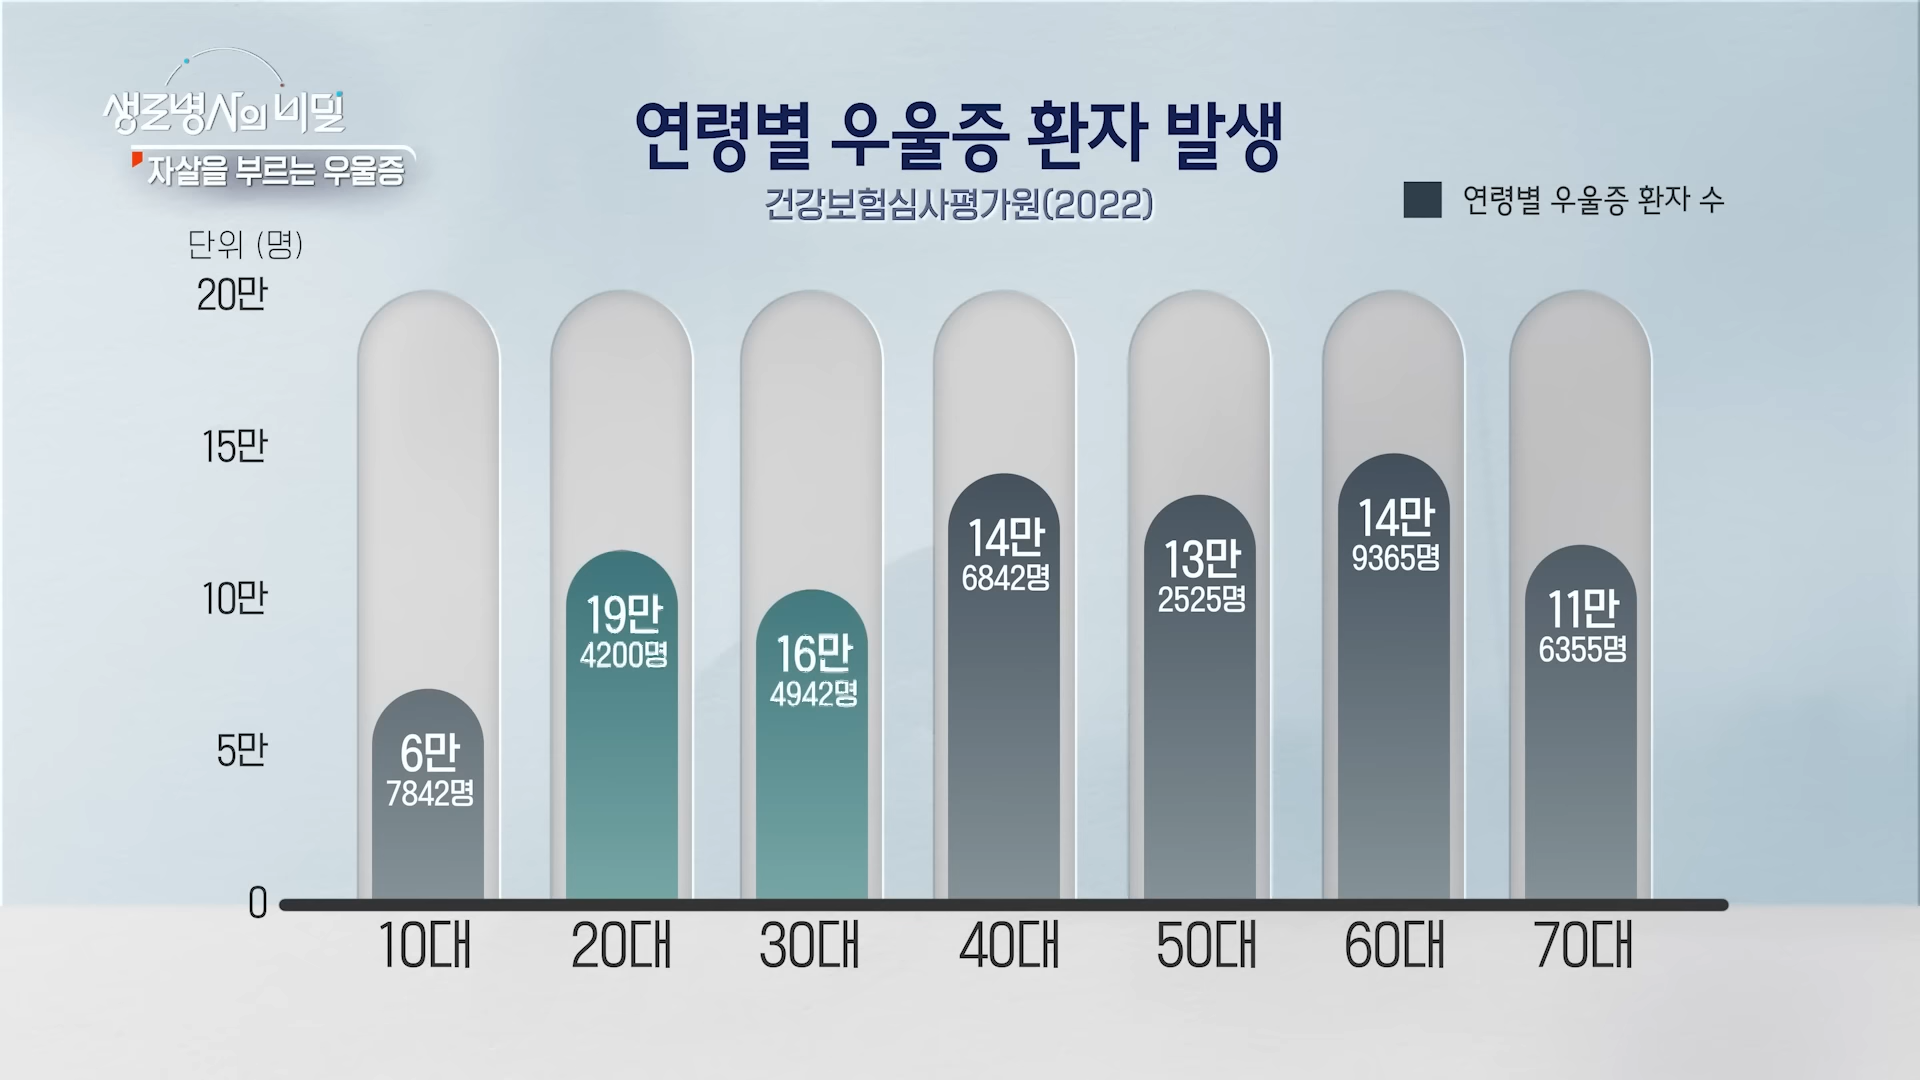 생로병사의 비밀
자살을 부르는 우울증
연령별 우울증 환자 발생
건강보험심사평가원(2022)
연령별 우울증 환자 수
단위 (명)
20만
15만
10만
5만
0
6만
7842명
19만
4200명
16만
4942명
14만
6842명
13만
2525명
14만
9365명
11만
6355명
10대
20대
30대
40대
50대
60대
70대